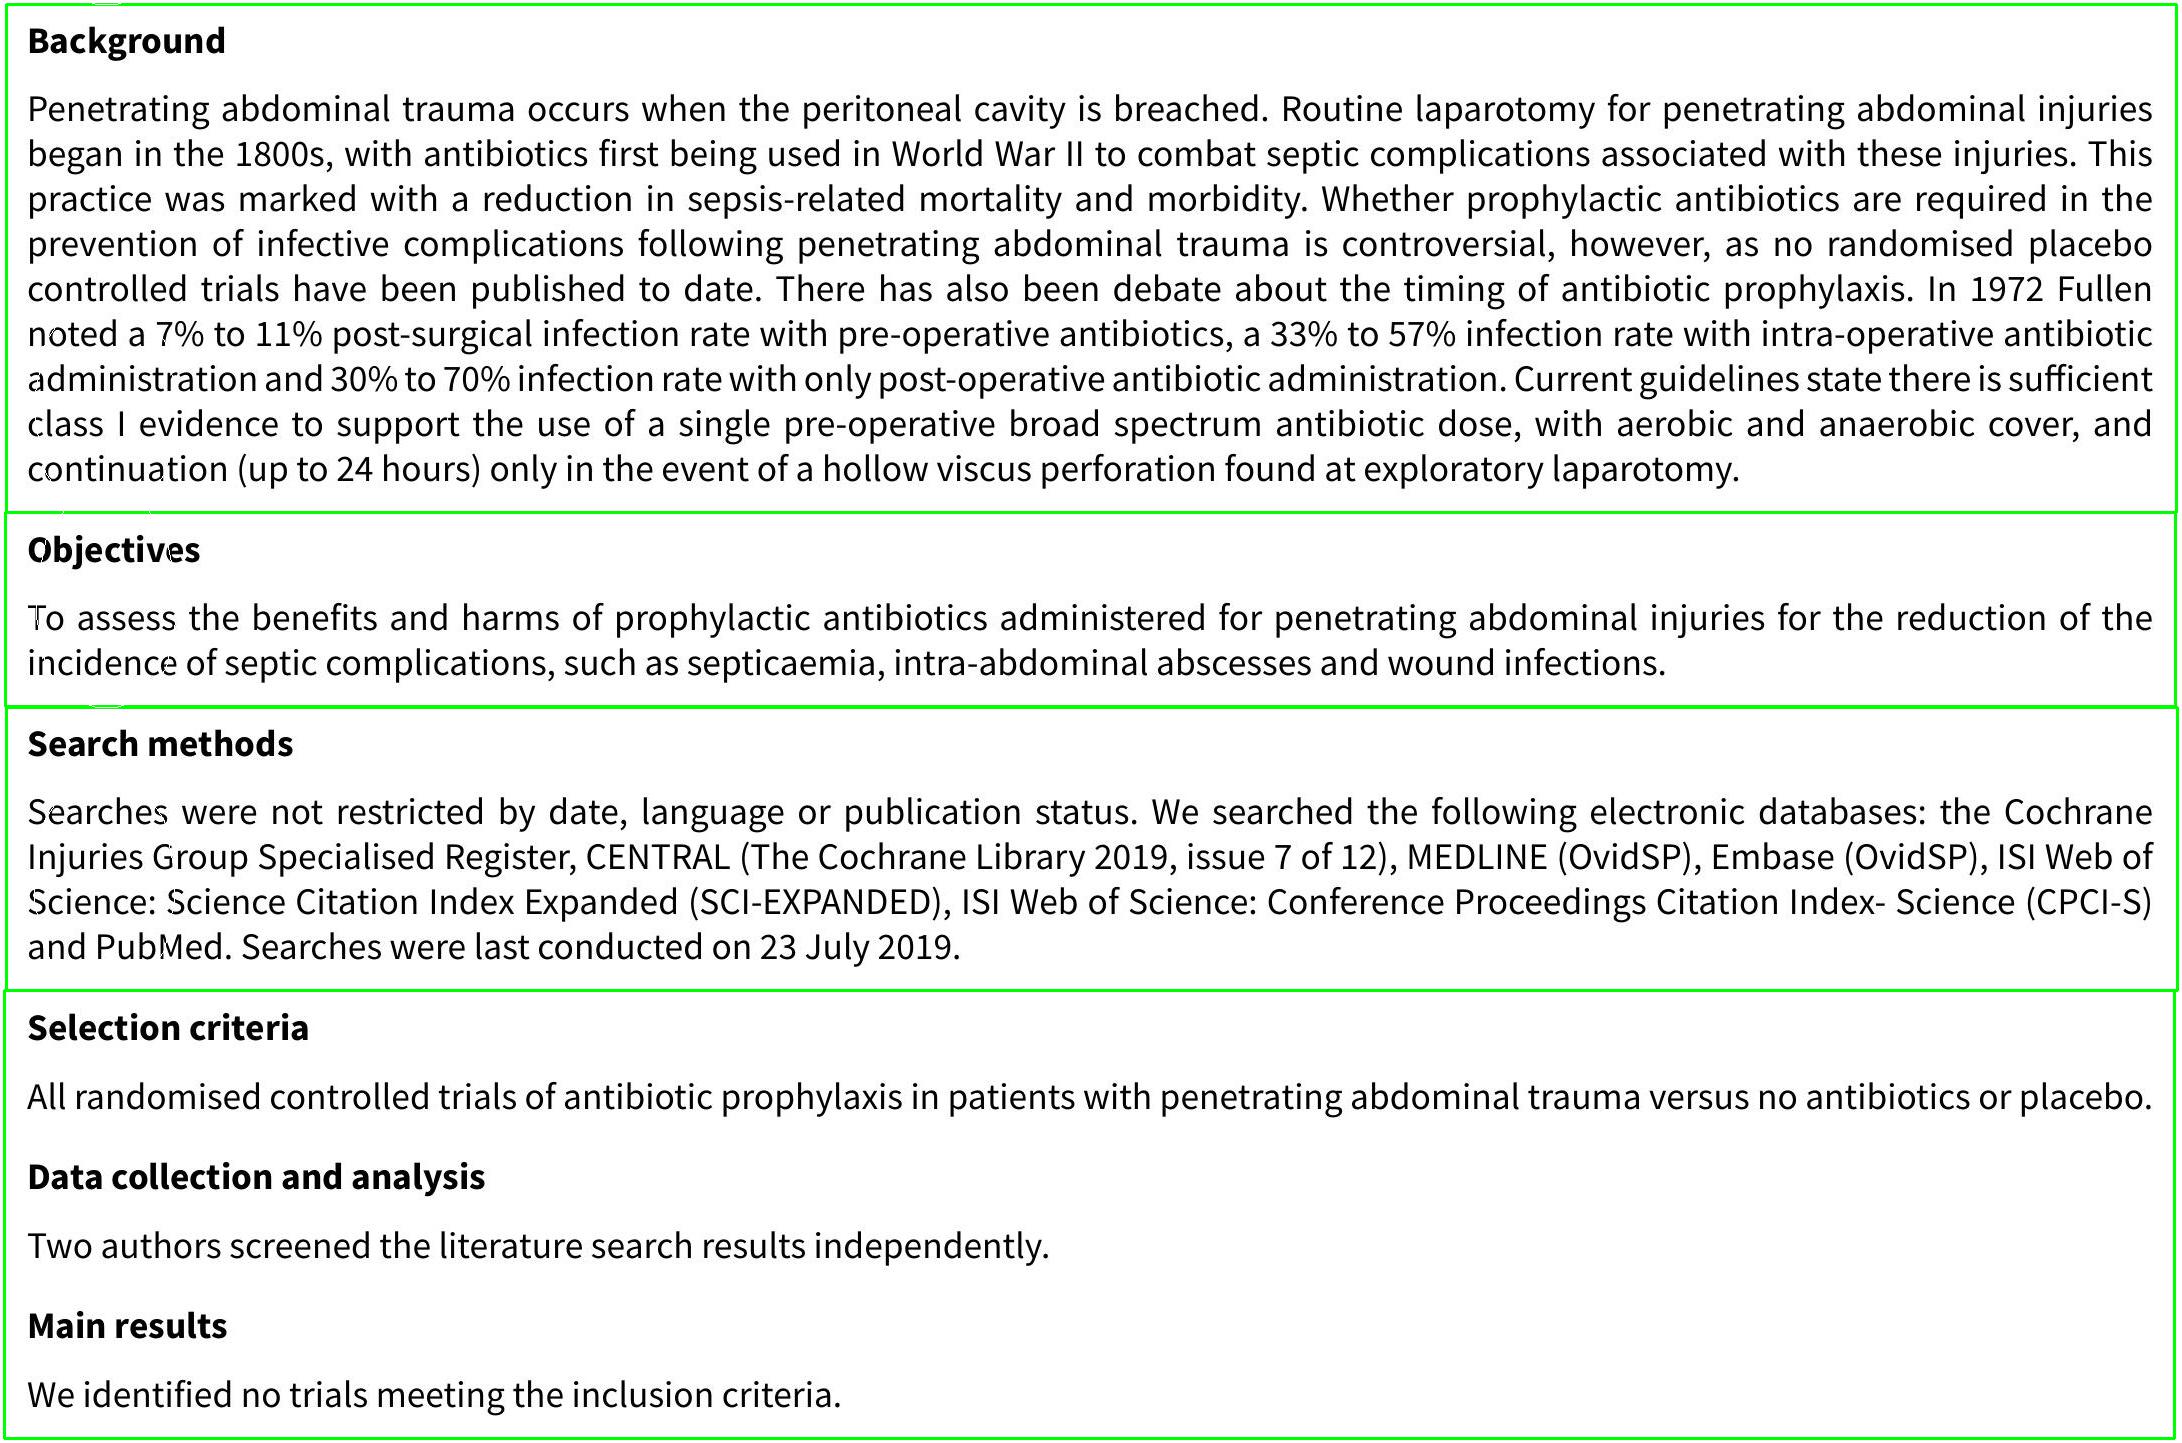 Background
Penetrating abdominal trauma occurs when the peritoneal cavity is breached. Routine laparotomy for penetrating abdominal injuries
began in the 1800s, with antibiotics first being used in World War II to combat septic complications associated with these injuries. This
practice was marked with a reduction in sepsis-related mortality and morbidity. Whether prophylactic antibiotics are required in the
prevention of infective complications following penetrating abdominal trauma is controversial, however, as no randomised placebo
controlled trials have been published to date. There has also been debate about the timing of antibiotic prophylaxis. In 1972 Fullen
noted a 7% to 11% post-surgical infection rate with pre-operative antibiotics, a 33% to 57% infection rate with intra-operative antibiotic
administration and 30% to 70% infection rate with only post-operative antibiotic administration. Current guidelines state there is sufficient
class I evidence to support the use of a single pre-operative broad spectrum antibiotic dose, with aerobic and anaerobic cover, and
continuation (up to 24 hours) only in the event of a hollow viscus perforation found at exploratory laparotomy.
Objectives
To assess the benefits and harms of prophylactic antibiotics administered for penetrating abdominal injuries for the reduction of the
incidence of septic complications, such as septicaemia, intra-abdominal abscesses and wound infections.
Search methods
Searches were not restricted by date, language or publication status. We searched the following electronic databases: the Cochrane
Injuries Group Specialised Register, CENTRAL (The Cochrane Library 2019, issue 7 of 12), MEDLINE (OvidSP), Embase (OvidSP), ISI Web of
Science: Science Citation Index Expanded (SCI-EXPANDED), ISI Web of Science: Conference Proceedings Citation Index- Science (CPCI-S)
and PubMed. Searches were last conducted on 23 July 2019.
Selection criteria
All randomised controlled trials of antibiotic prophylaxis in patients with penetrating abdominal trauma versus no antibiotics or placebo.
Data collection and analysis
Two authors screened the literature search results independently.
Main results
We identified no trials meeting the inclusion criteria.